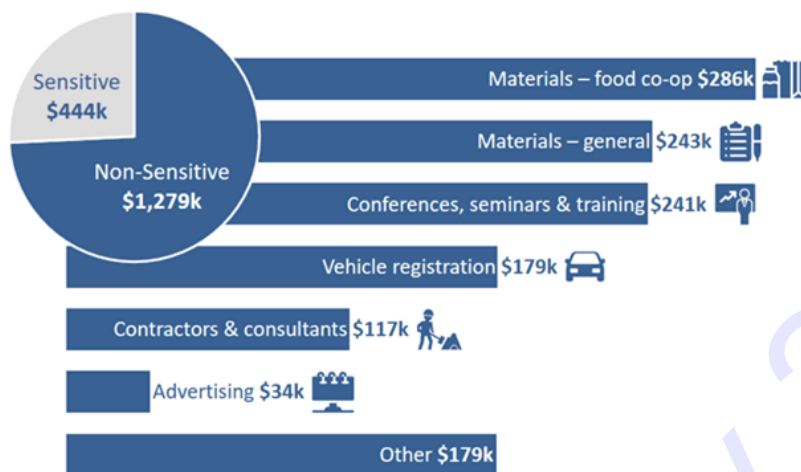 Sensitive
$444k
Non-Sensitive
$1,279k
Materials – food co-op $286k
Materials – general $243k
Conferences, seminars & training $241k
Vehicle registration $179k
Contractors & consultants $117k
Advertising $34k
Other $179k